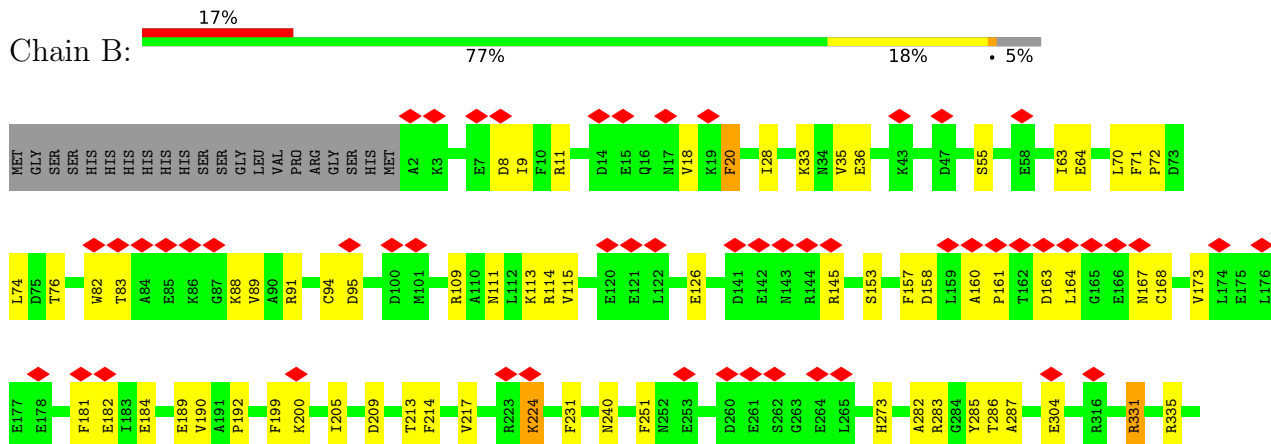 17%
Chain B:
77% 18% • 5%
MET GLY SER SER HIS HIS HIS HIS HIS HIS SER SER GLY LEU VAL PRO ARG GLY SER HIS MET A2 K3 E7 D8 I9 F10 R11 D14 E15 Q16 N17 V18 K19 F20 I28 K33 N34 V35 E36 K43 D47 S55 E58 I63 E64 L70 F71 P72 D73
L74 D75 T76 W82 T83 A84 E85 K86 G87 K88 V89 A90 R91 C94 D95 D100 M101 R109 A110 N111 L112 K113 R114 V115 E120 E121 L122 E126 D141 E142 N143 R144 R145 S153 F157 D158 L159 A160 P161 T162 D163 L164 G165 E166 N167 C168 V173 L174 E175 L176
E177 E178 F181 E182 I183 E184 E189 V190 A191 P192 F199 K200 I205 D209 T213 F214 V217 R223 K224 F231 N240 F251 N252 E253 D260 E261 S262 G263 E264 L265 H273 A282 R283 G284 Y285 T286 A287 E304 R316 R331 R335